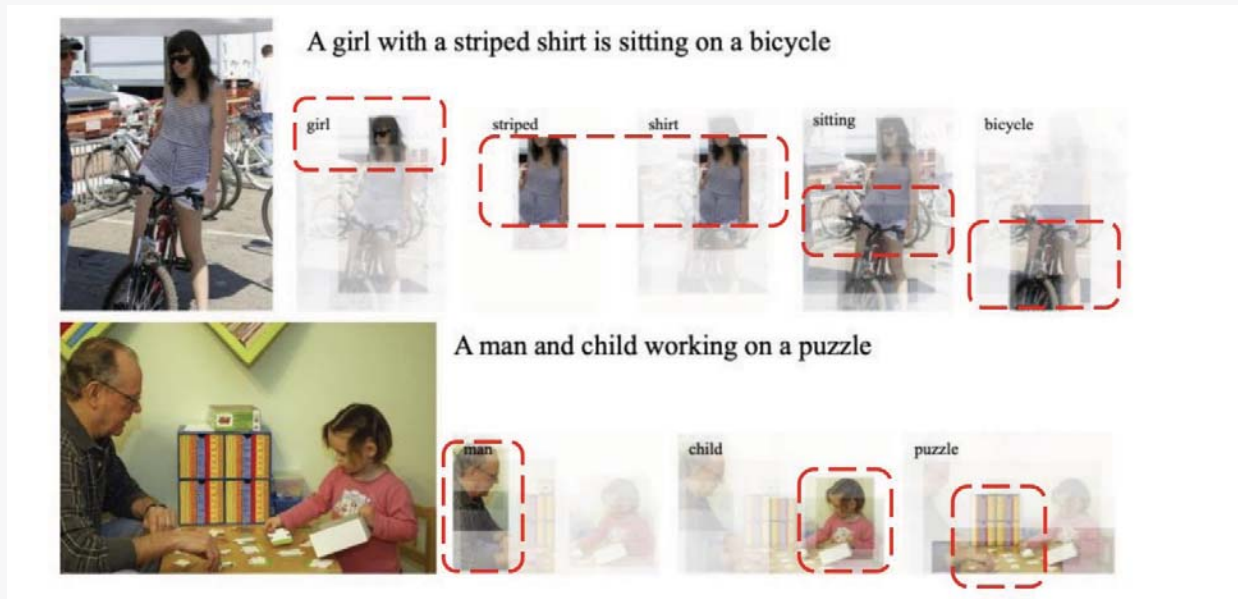 A girl with a striped shirt is sitting on a bicycle
girl
striped
shirt
sitting
bicycle
A man and child working on a puzzle
man
child
puzzle